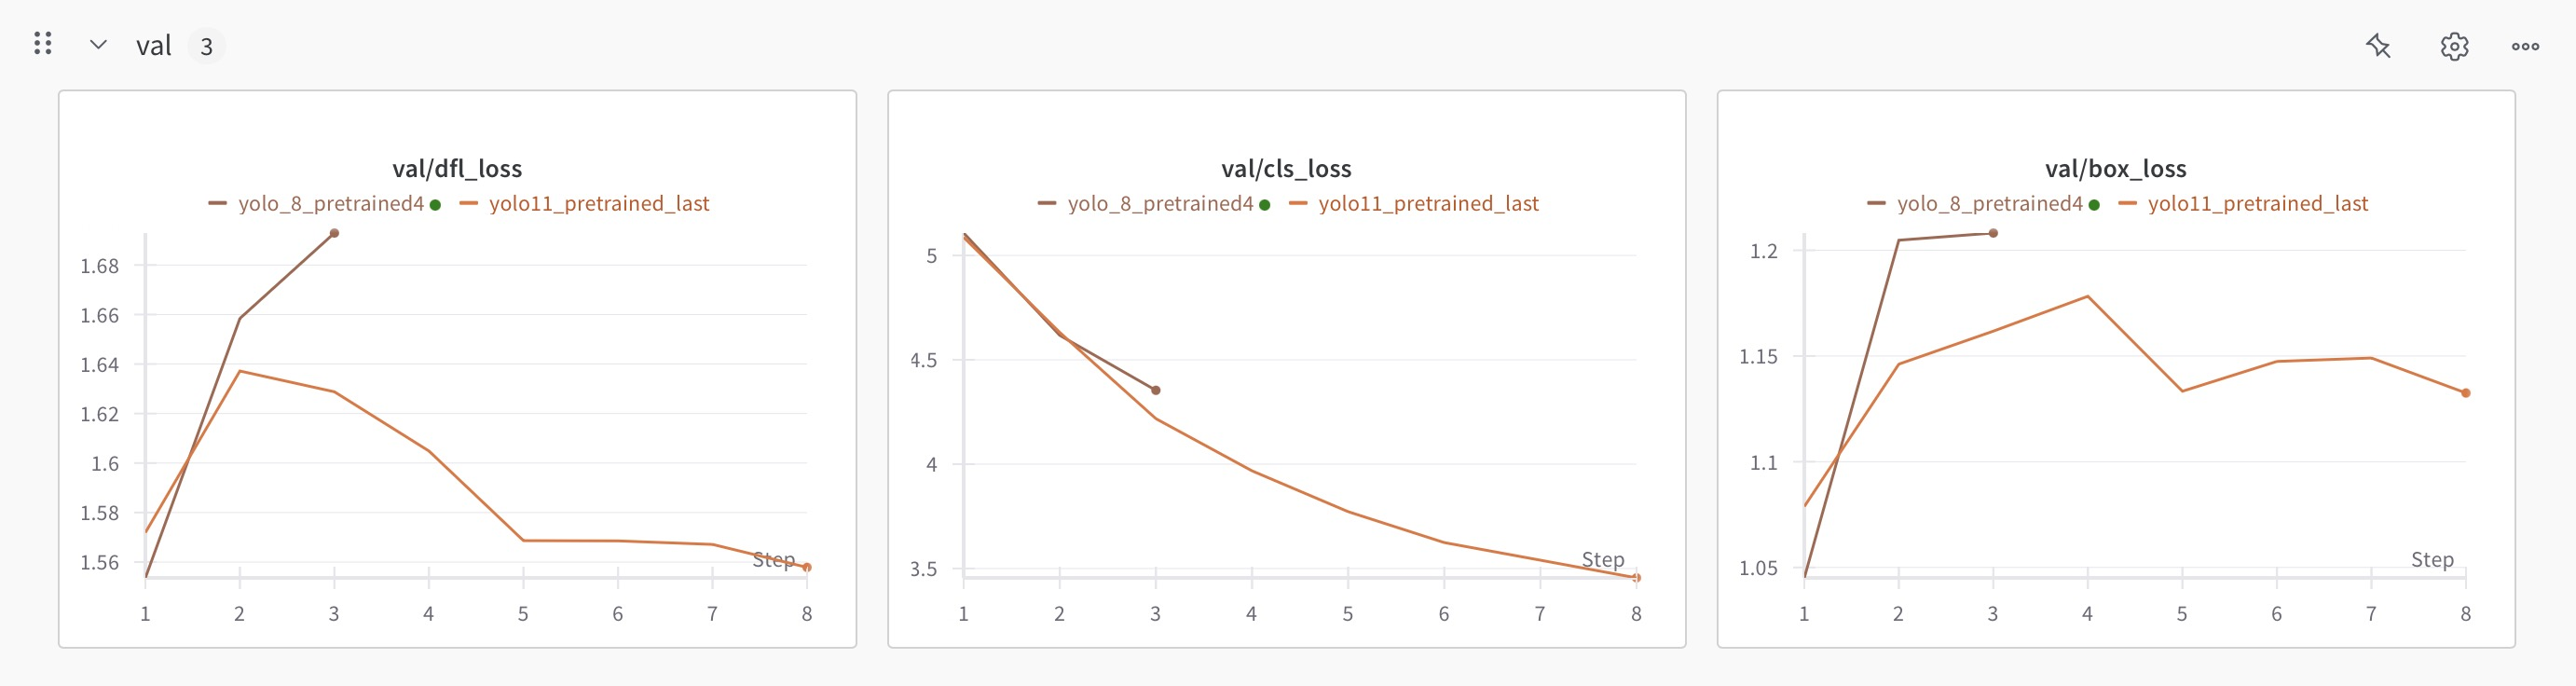 val 3
val/dfl_loss
yolo_8_pretrained4 yolo11_pretrained_last
1.68
1.66
1.64
1.62
1.6
1.58
1.56
Step
1 2 3 4 5 6 7 8
val/cls_loss
yolo_8_pretrained4 yolo11_pretrained_last
5
4.5
4
3.5
Step
1 2 3 4 5 6 7 8
val/box_loss
yolo_8_pretrained4 yolo11_pretrained_last
1.2
1.15
1.1
1.05
Step
1 2 3 4 5 6 7 8